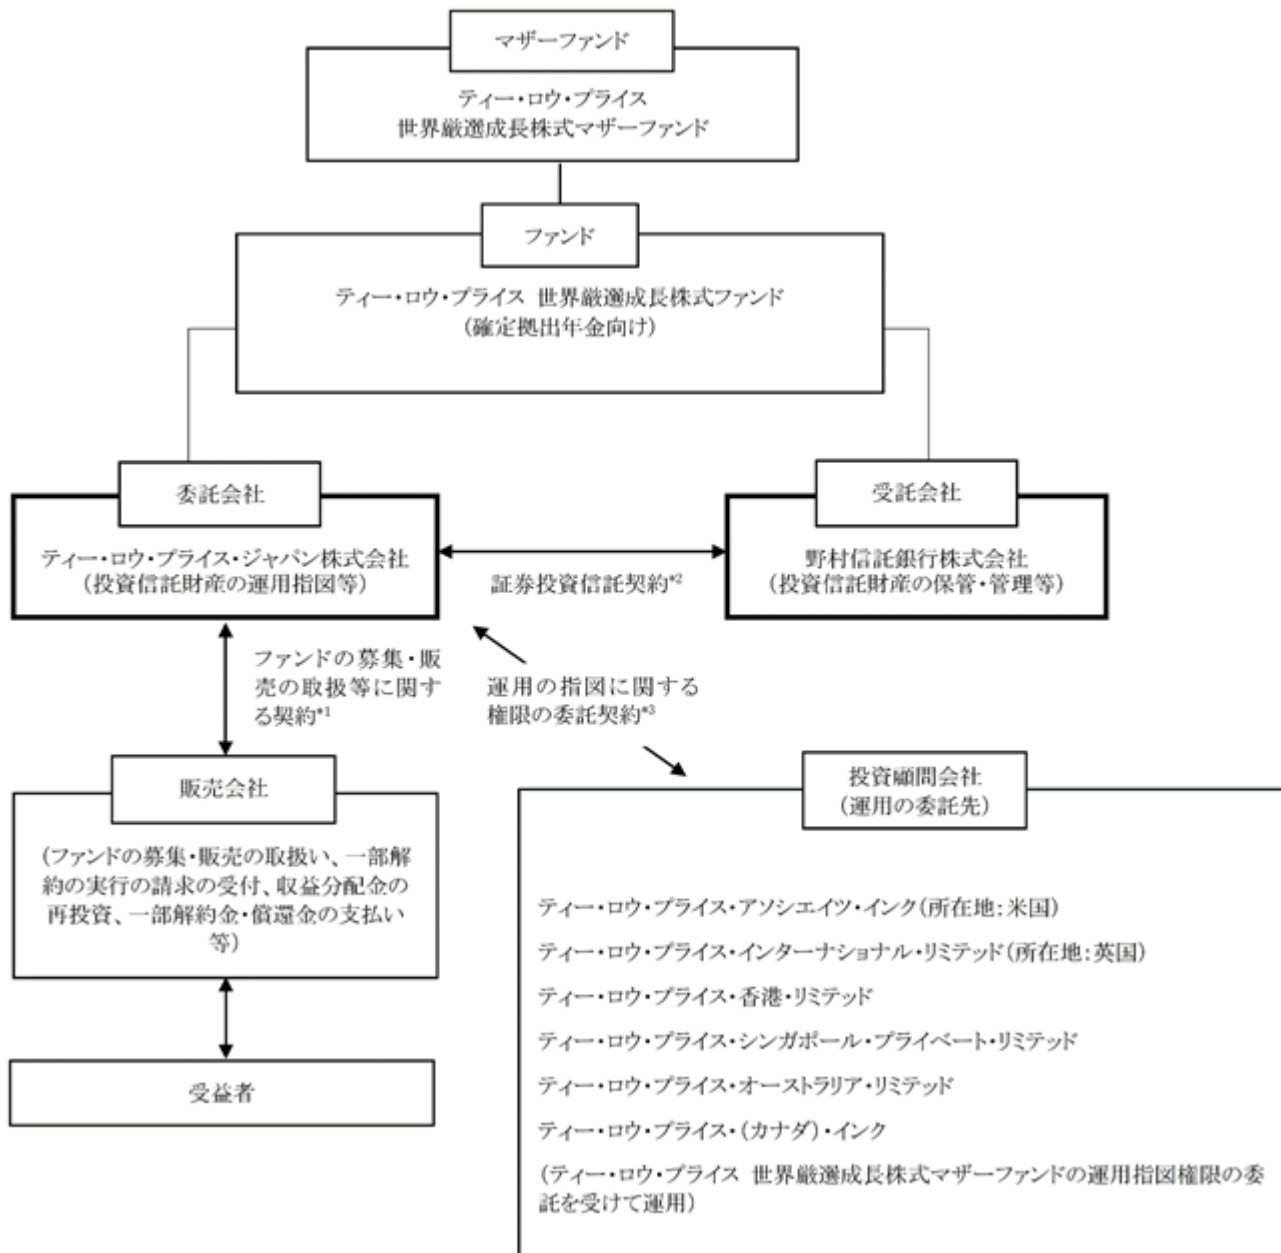 マザーファンド
ティー・ロウ・プライス
世界厳選成長株式マザーファンド
ファンド
ティー・ロウ・プライス 世界厳選成長株式ファンド
(確定拠出年金向け)
委託会社
ティー・ロウ・プライス・ジャパン株式会社
(投資信託財産の運用指図等)
証券投資信託契約*2
受託会社
野村信託銀行株式会社
(投資信託財産の保管・管理等)
ファンドの募集・販
売の取扱等に関す
る契約*1
運用の指図に関する
権限の委託契約*3
販売会社
(ファンドの募集・販売の取扱い、一部解
約の実行の請求の受付、収益分配金の
再投資、一部解約金・償還金の支払い
等)
受益者
投資顧問会社
(運用の委託先)
ティー・ロウ・プライス・アソシエイツ・インク(所在地:米国)
ティー・ロウ・プライス・インターナショナル・リミテッド(所在地:英国)
ティー・ロウ・プライス・香港・リミテッド
ティー・ロウ・プライス・シンガポール・プライベート・リミテッド
ティー・ロウ・プライス・オーストラリア・リミテッド
ティー・ロウ・プライス・(カナダ)・インク
(ティー・ロウ・プライス 世界厳選成長株式マザーファンドの運用指図権限の委
託を受けて運用)